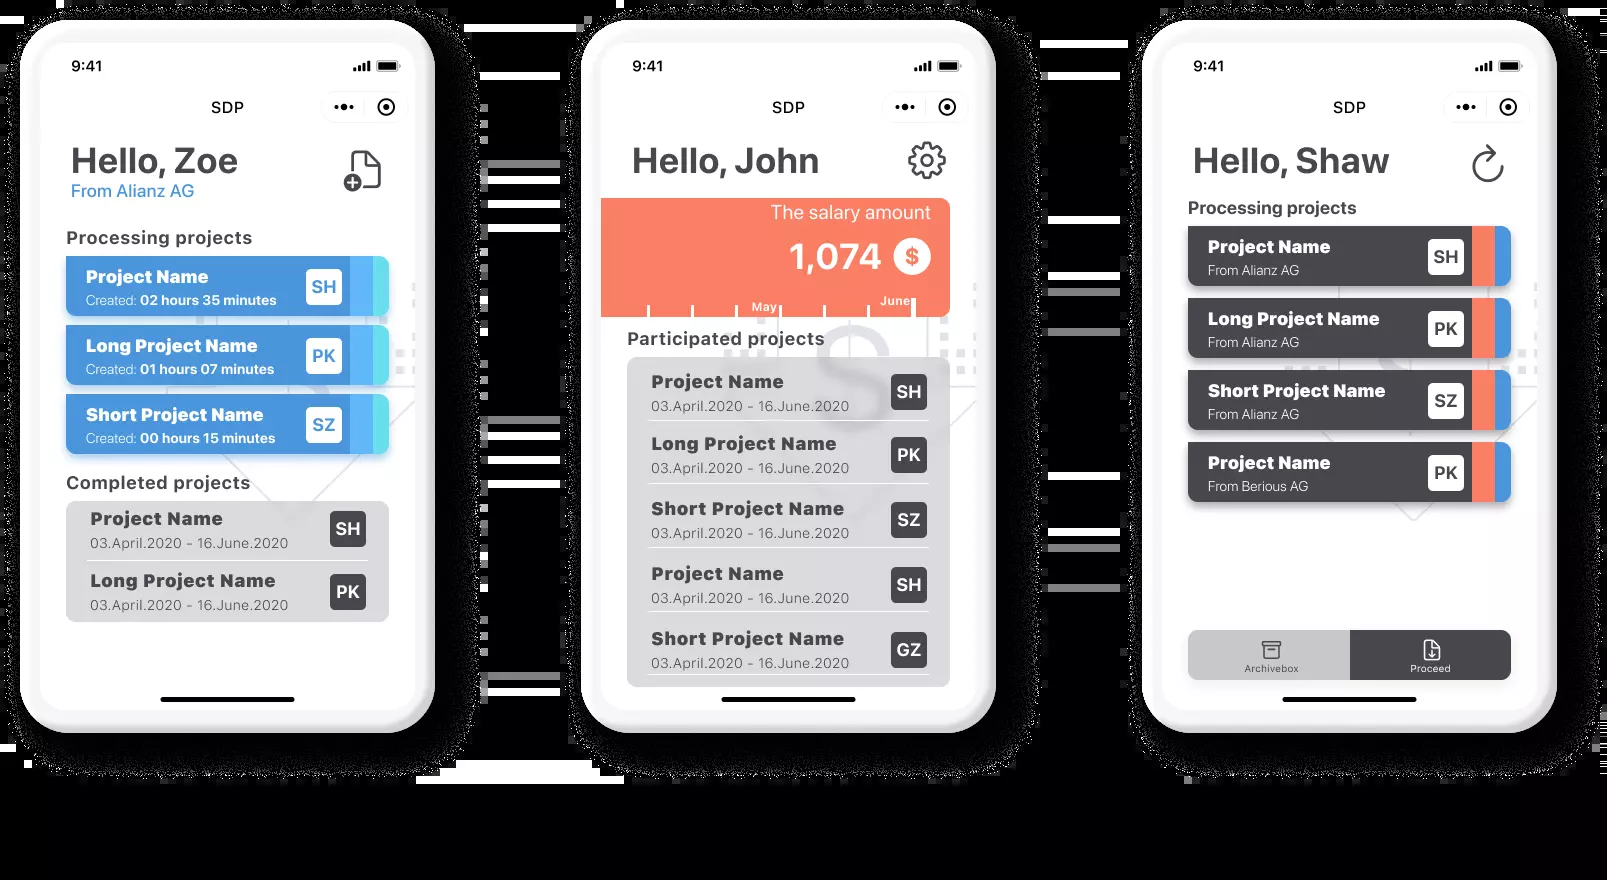 9:41
SDP
Hello, Zoe
From Alianz AG
Processing projects
Project Name
Created: 02 hours 35 minutes
SH
Long Project Name
Created: 01 hours 07 minutes
PK
Short Project Name
Created: 00 hours 15 minutes
SZ
Completed projects
Project Name
03.April.2020 - 16.June.2020
SH
Long Project Name
03.April.2020 - 16.June.2020
PK
9:41
SDP
Hello, John
The salary amount
1,074 $
May
June
Participated projects
Project Name
03.April.2020 - 16.June.2020
SH
Long Project Name
03.April.2020 - 16.June.2020
PK
Short Project Name
03.April.2020 - 16.June.2020
SZ
Project Name
03.April.2020 - 16.June.2020
SH
Short Project Name
03.April.2020 - 16.June.2020
GZ
9:41
SDP
Hello, Shaw
Processing projects
Project Name
From Alianz AG
SH
Long Project Name
From Alianz AG
PK
Short Project Name
From Alianz AG
SZ
Project Name
From Berious AG
PK
Archivebox
Proceed